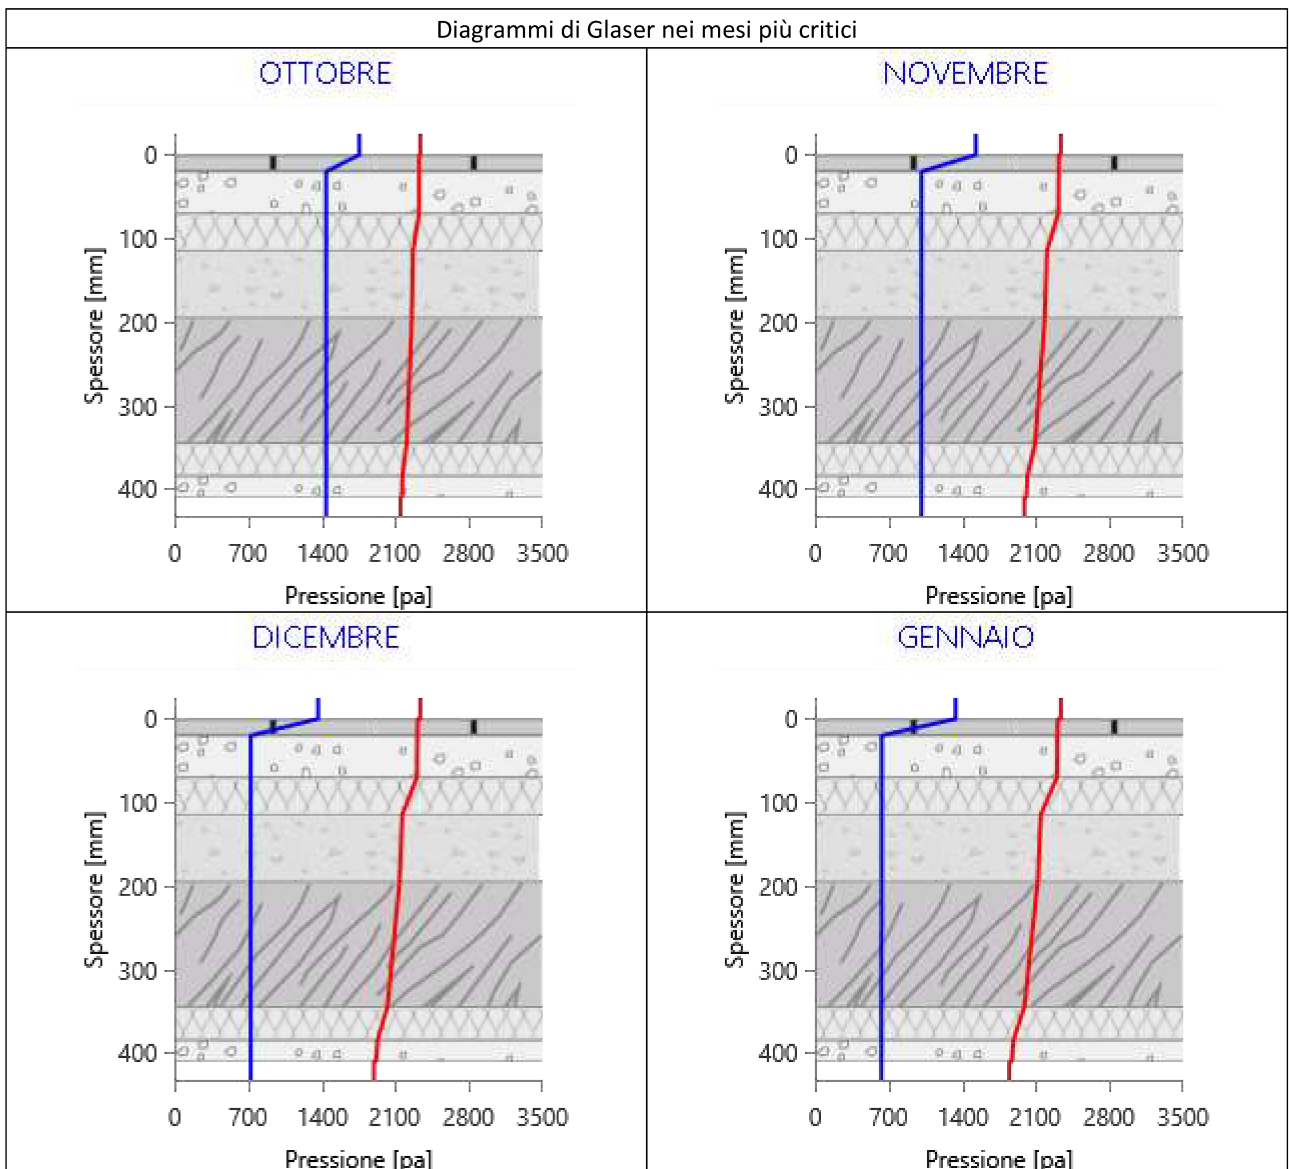 Diagrammi di Glaser nei mesi più critici
OTTOBRE
0
100
200
300
400
Spessore [mm]
0 700 1400 2100 2800 3500
Pressione [pa]
NOVEMBRE
0
100
200
300
400
Spessore [mm]
0 700 1400 2100 2800 3500
Pressione [pa]
DICEMBRE
0
100
200
300
400
Spessore [mm]
0 700 1400 2100 2800 3500
Pressione [pa]
GENNAIO
0
100
200
300
400
Spessore [mm]
0 700 1400 2100 2800 3500
Pressione [pa]